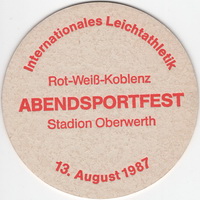 Internationales Leichtathletik
Rot-Weiß-Koblenz
ABENDSPORTFEST
Stadion Oberwerth
13. August 1987